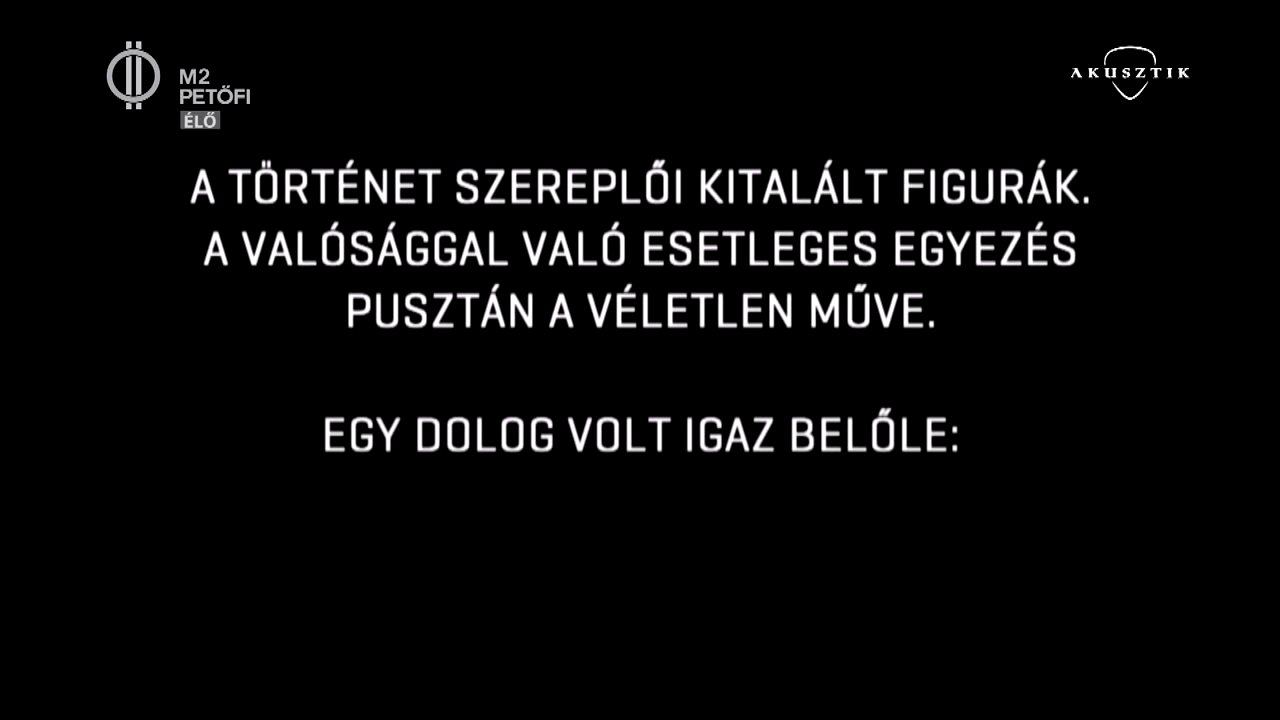 M2
PETŐFI
ÉLŐ
AKUSZTIK
A TÖRTÉNET SZEREPLŐI KITALÁLT FIGURÁK.
A VALÓSÁGGAL VALÓ ESETLEGES EGYEZÉS
PUSZTÁN A VÉLETLEN MŰVE.
EGY DOLOG VOLT IGAZ BELŐLE: